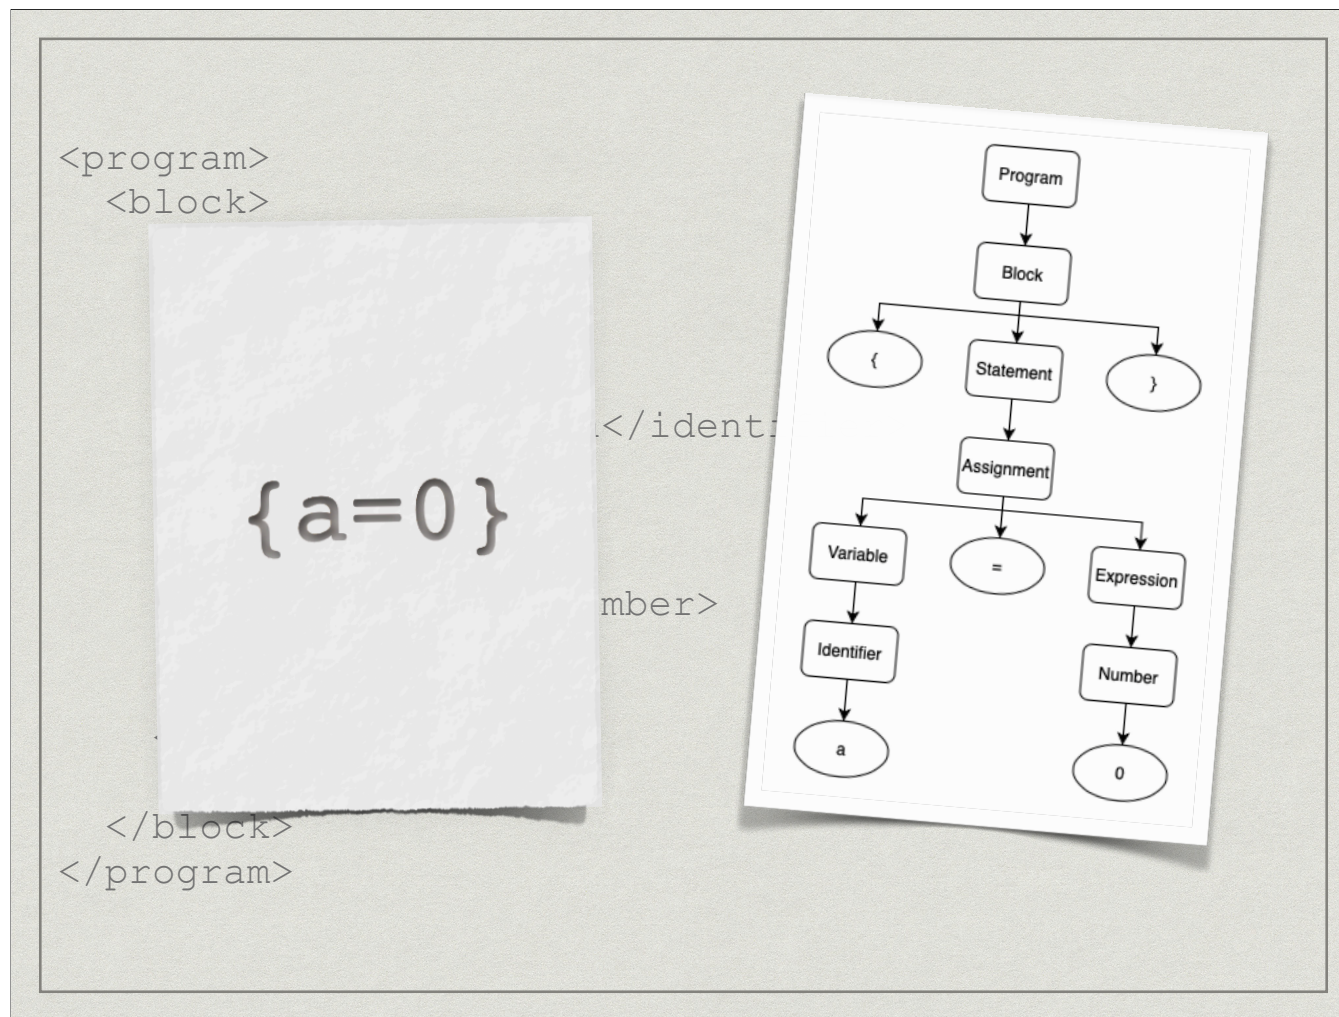 <program>
<block>
</identi
mber>
</block>
</program>
{a=0}
Program
Block
{
Statement
}
Assignment
Variable
=
Expression
Identifier
Number
a
0